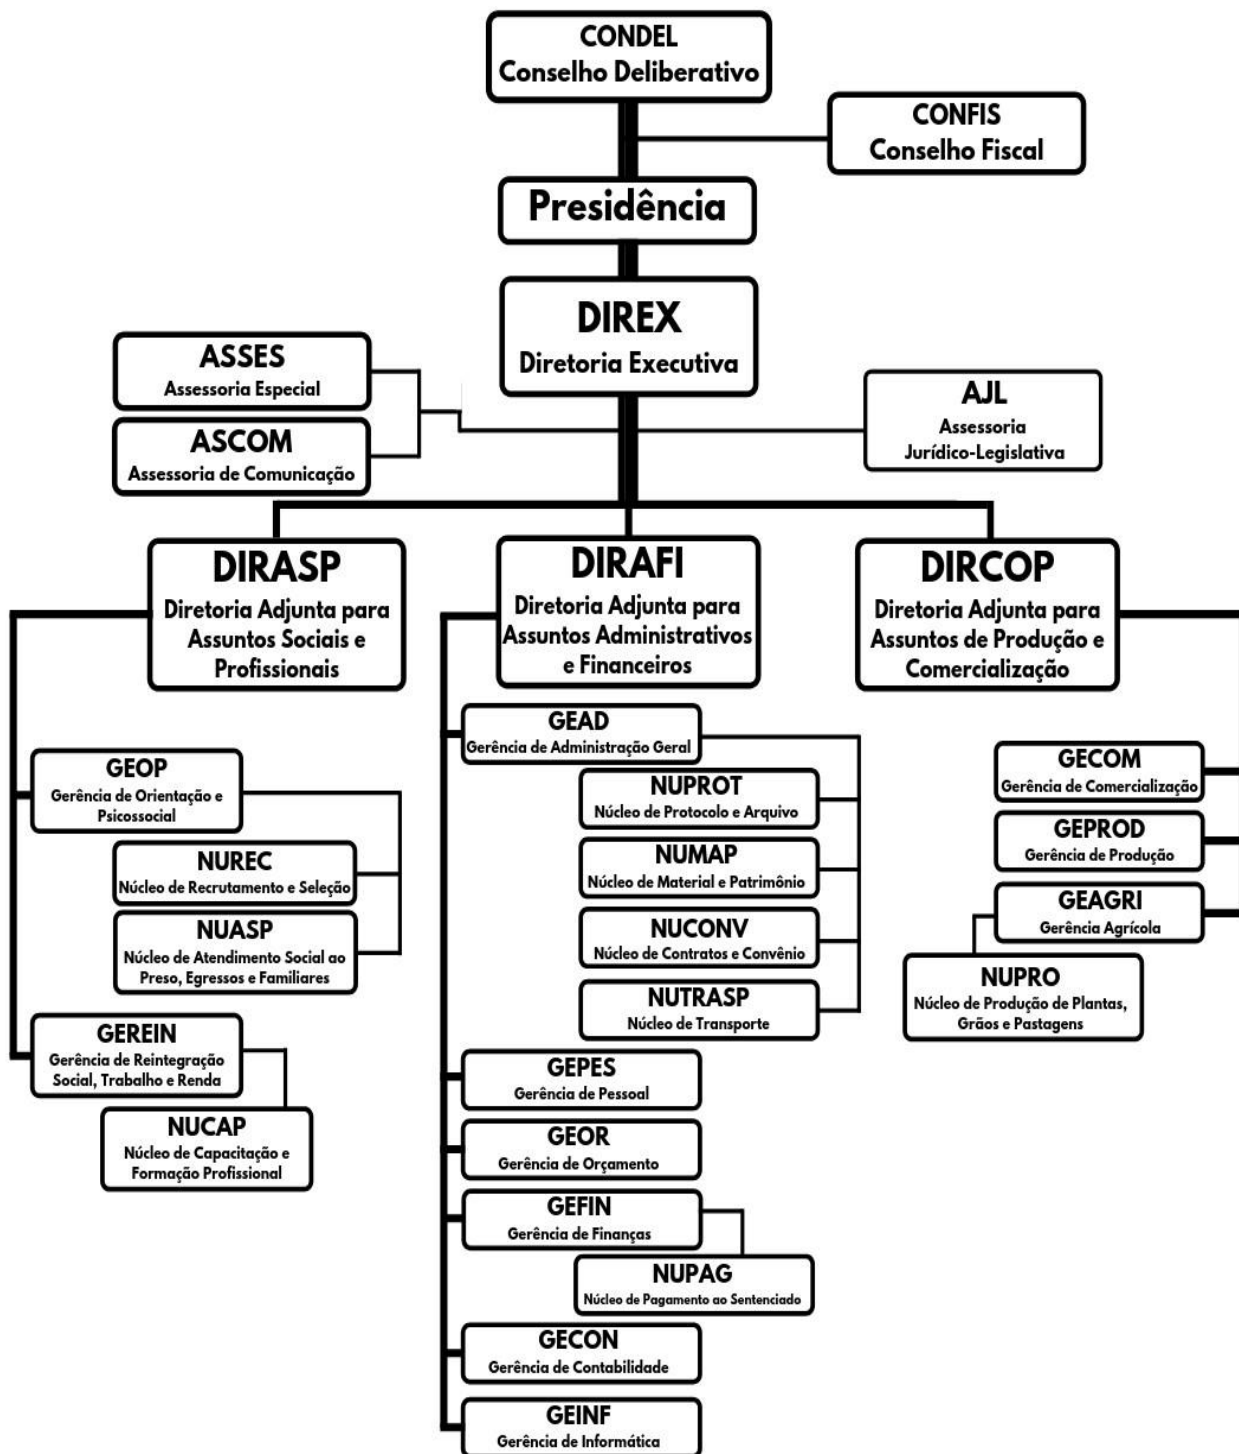 CONDEL
Conselho Deliberativo
CONFIS
Conselho Fiscal
Presidência
DIREX
Diretoria Executiva
ASSES
Assessoria Especial
ASCOM
Assessoria de Comunicação
AJL
Assessoria
Jurídico-Legislativa
DIRASP
Diretoria Adjunta para
Assuntos Sociais e
Profissionais
GEOP
Gerência de Orientação e
Psicossocial
NUREC
Núcleo de Recrutamento e Seleção
NUASP
Núcleo de Atendimento Social ao
Preso, Egressos e Familiares
GEREIN
Gerência de Reintegração
Social, Trabalho e Renda
NUCAP
Núcleo de Capacitação e
Formação Profissional
DIRAFI
Diretoria Adjunta para
Assuntos Administrativos
e Financeiros
GEAD
Gerência de Administração Geral
NUPROT
Núcleo de Protocolo e Arquivo
NUMAP
Núcleo de Material e Patrimônio
NUCONV
Núcleo de Contratos e Convênio
NUTRASP
Núcleo de Transporte
GEPES
Gerência de Pessoal
GEOR
Gerência de Orçamento
GEFIN
Gerência de Finanças
NUPAG
Núcleo de Pagamento ao Sentenciado
GECON
Gerência de Contabilidade
GEINF
Gerência de Informática
DIRCOP
Diretoria Adjunta para
Assuntos de Produção e
Comercialização
GECOM
Gerência de Comercialização
GEPROD
Gerência de Produção
GEAGRI
Gerência Agrícola
NUPRO
Núcleo de Produção de Plantas,
Grãos e Pastagens